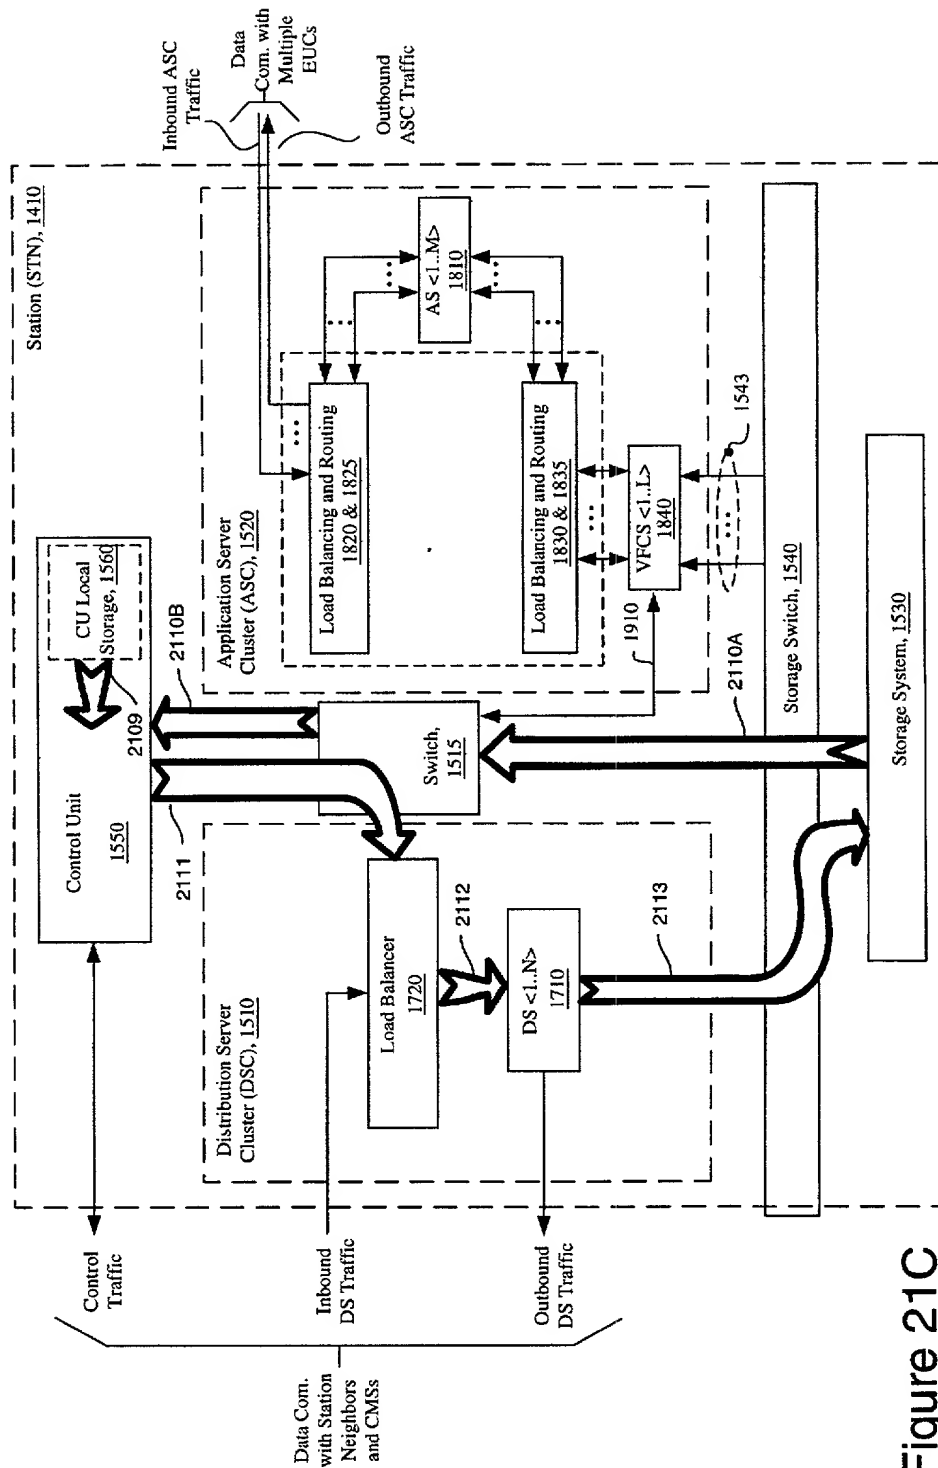 Data Com.
with Station
Neighbors
and CMSs
Control
Traffic
Inbound
DS Traffic
Outbound
DS Traffic
Station (STN), 1410
Control Unit
1550
CU Local
Storage, 1560
2109
2110B
2111
Distribution Server
Cluster (DSC), 1510
Load Balancer
1720
2112
DS <1..N>
1710
2113
Switch,
1515
1910
2110A
Application Server
Cluster (ASC), 1520
Load Balancing and Routing
1820 & 1825
Load Balancing and Routing
1830 & 1835
AS <1..M>
1810
VFCS <1..L>
1840
1543
Storage Switch, 1540
Storage System, 1530
Inbound ASC
Traffic
Data
Com. with
Multiple
EUCs
Outbound
ASC Traffic
Figure 21C